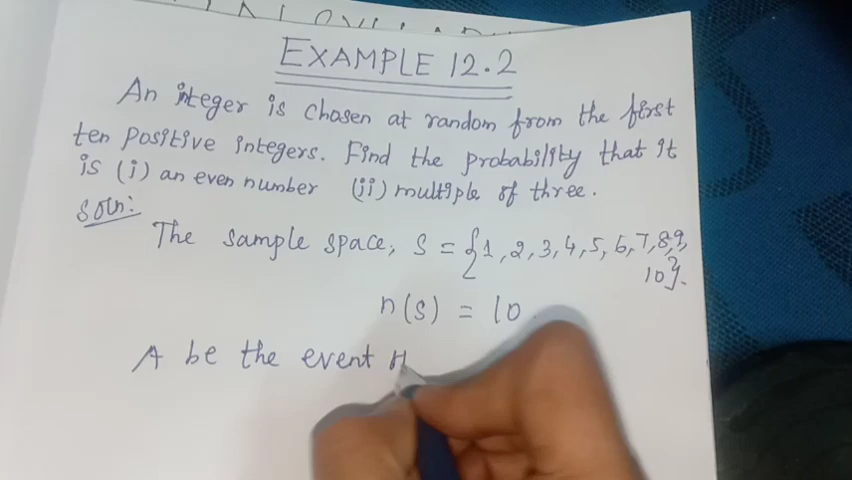 EXAMPLE 12.2
An integer is chosen at random from the first
ten positive integers. Find the probability that it
is (i) an even number (ii) multiple of three.
Soln:
The sample space, S = {1, 2, 3, 4, 5, 6, 7, 8, 9,
10}.
n(S) = 10
A be the event